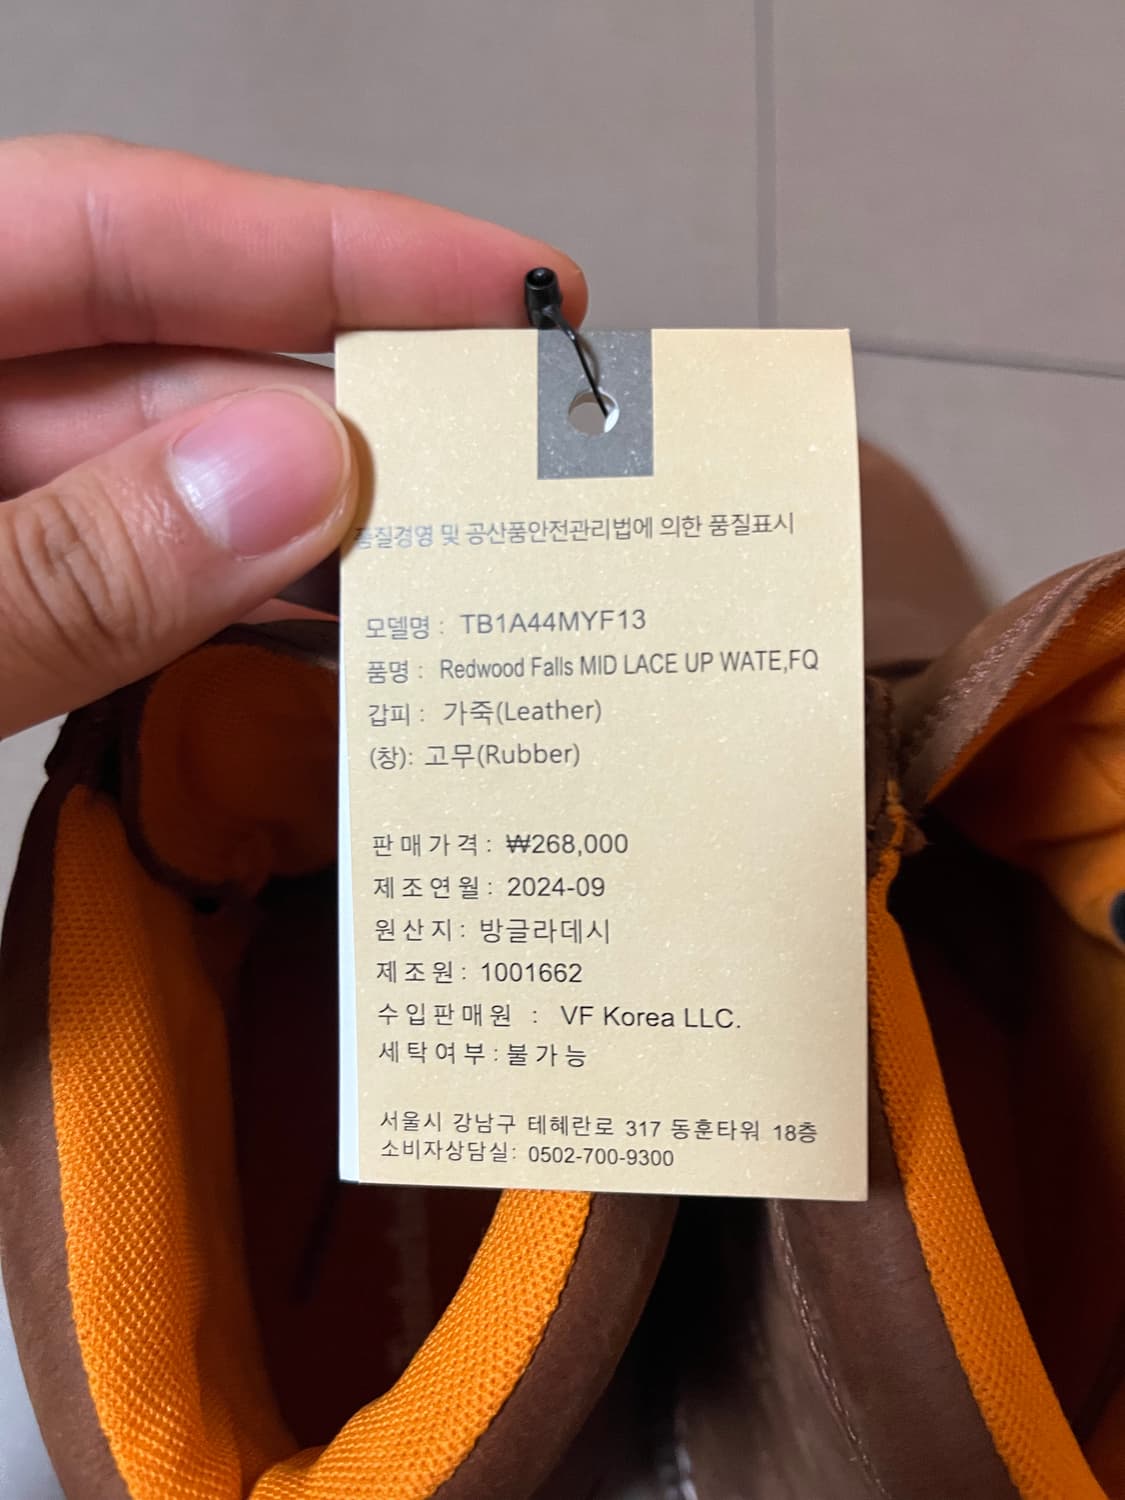 품질경영 및 공산품안전관리법에 의한 품질표시
모델명 : TB1A44MYF13
품명 : Redwood Falls MID LACE UP WATE,FQ
갑피 : 가죽(Leather)
(창): 고무(Rubber)
판매가격: ₩268,000
제조연월: 2024-09
원산지: 방글라데시
제조원: 1001662
수입판매원 : VF Korea LLC.
세탁여부:불가능
서울시 강남구 테헤란로 317 동훈타워 18층
소비자상담실: 0502-700-9300